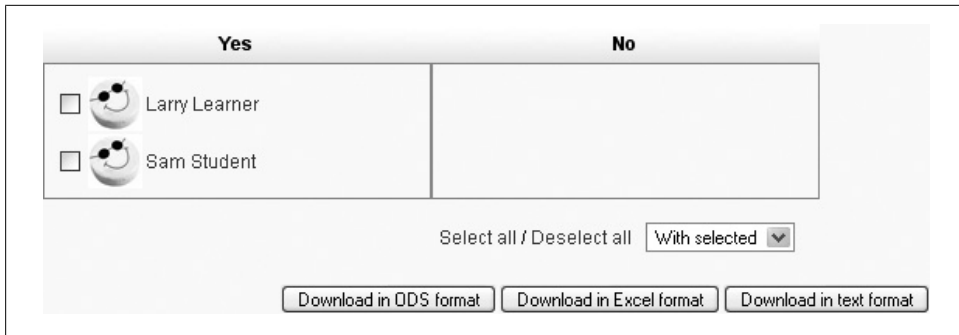 Yes No
Larry Learner
Sam Student
Select all / Deselect all With selected
Download in ODS format Download in Excel format Download in text format